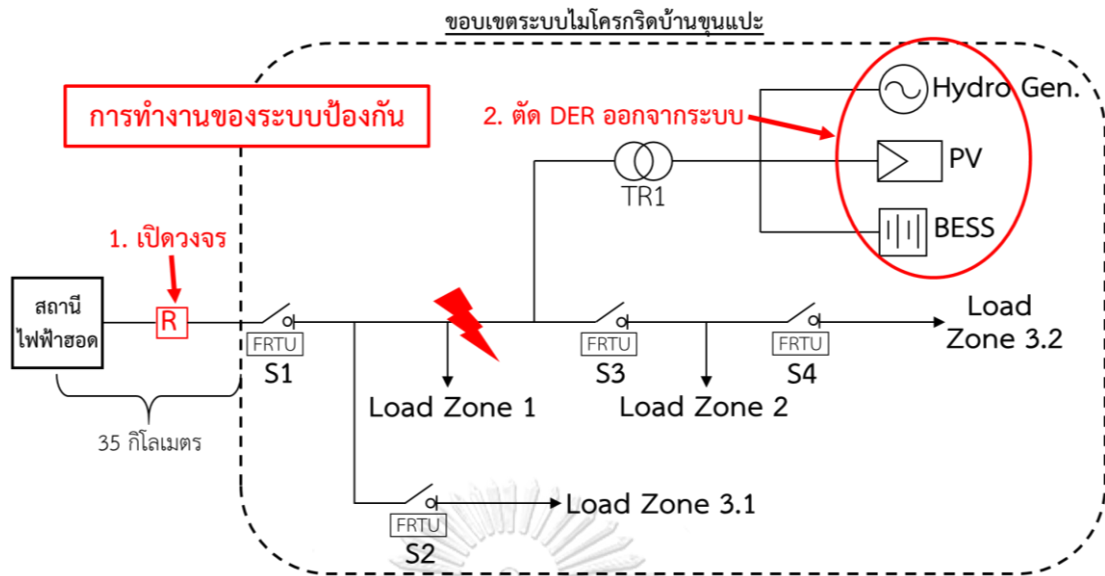 ขอบเขตระบบไมโครกริดบ้านขุนแปะ
การทำงานของระบบป้องกัน
2. ตัด DER ออกจากระบบ
Hydro Gen.
PV
BESS
TR1
1. เปิดวงจร
สถานี
ไฟฟ้าฮอด
R
FRTU
S1
FRTU
S3
FRTU
S4
Load
Zone 3.2
Load Zone 1
Load Zone 2
35 กิโลเมตร
FRTU
S2
Load Zone 3.1